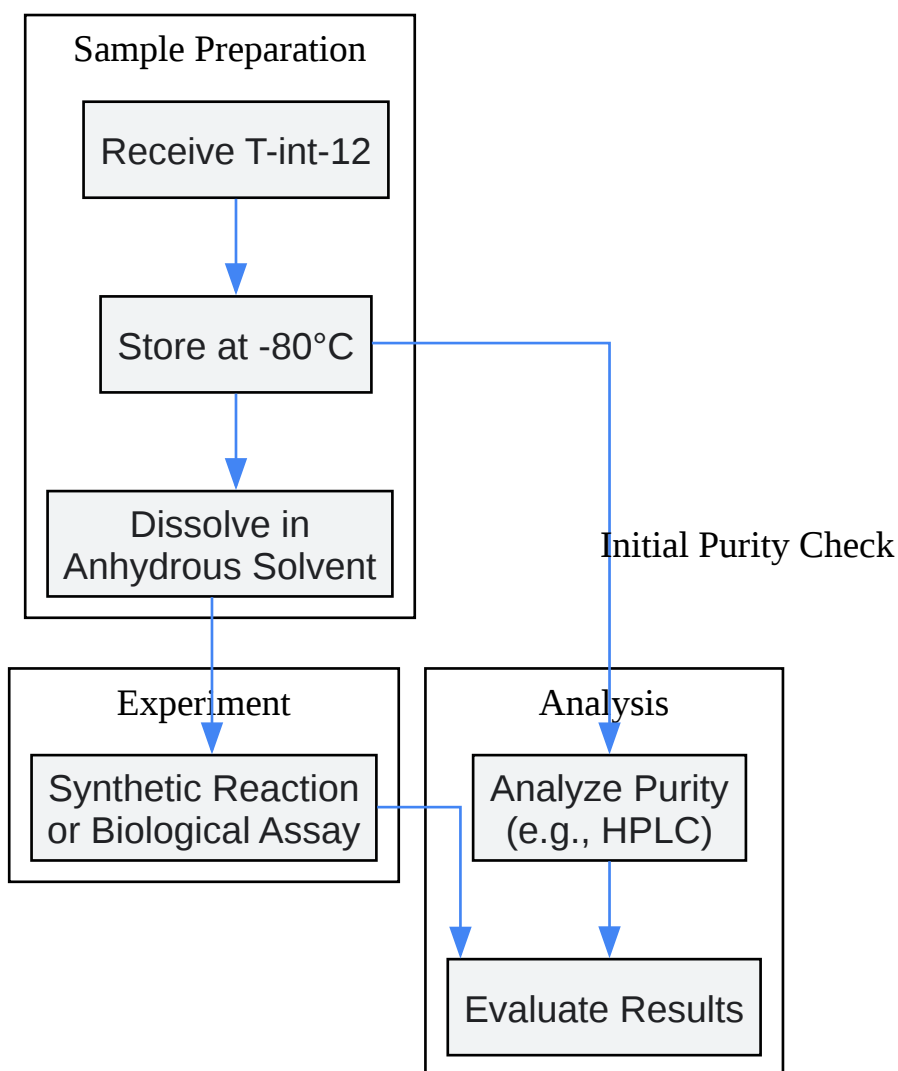 Sample Preparation
Receive T-int-12
Store at -80°C
Dissolve in
Anhydrous Solvent
Initial Purity Check
Experiment
Synthetic Reaction
or Biological Assay
Analysis
Analyze Purity
(e.g., HPLC)
Evaluate Results